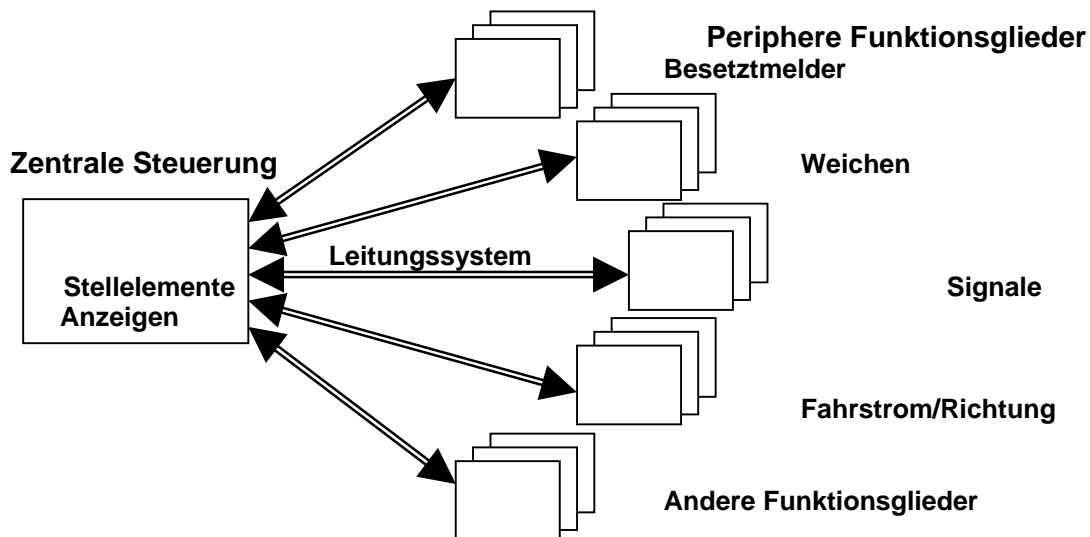 Periphere Funktionsglieder
Besetztmelder
Zentrale Steuerung
Weichen
Leitungssystem
Stellelemente
Anzeigen
Signale
Fahrstrom/Richtung
Andere Funktionsglieder